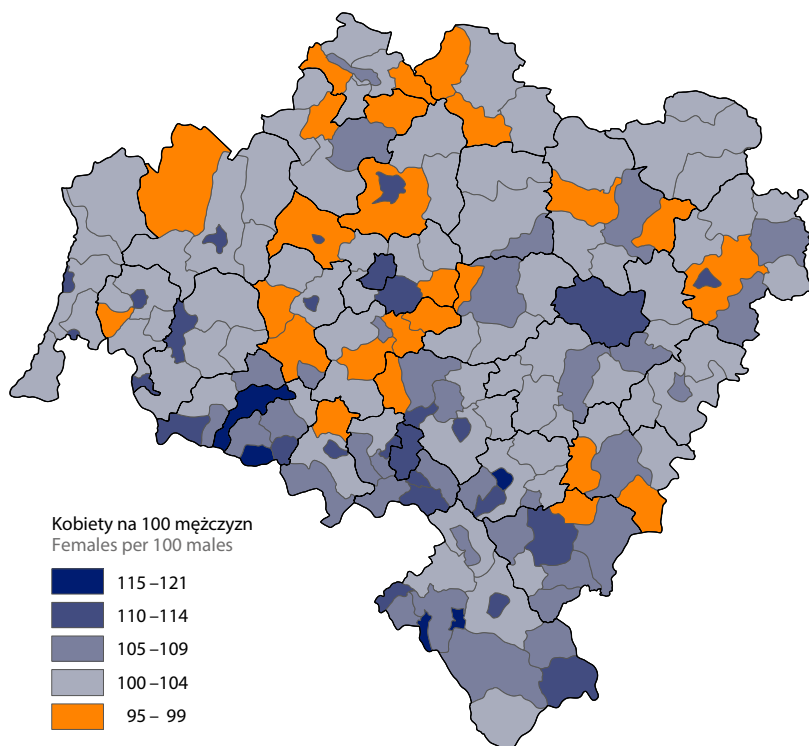 Kobiety na 100 mężczyzn
Females per 100 males
115 –121
110 –114
105 –109
100 –104
95 – 99